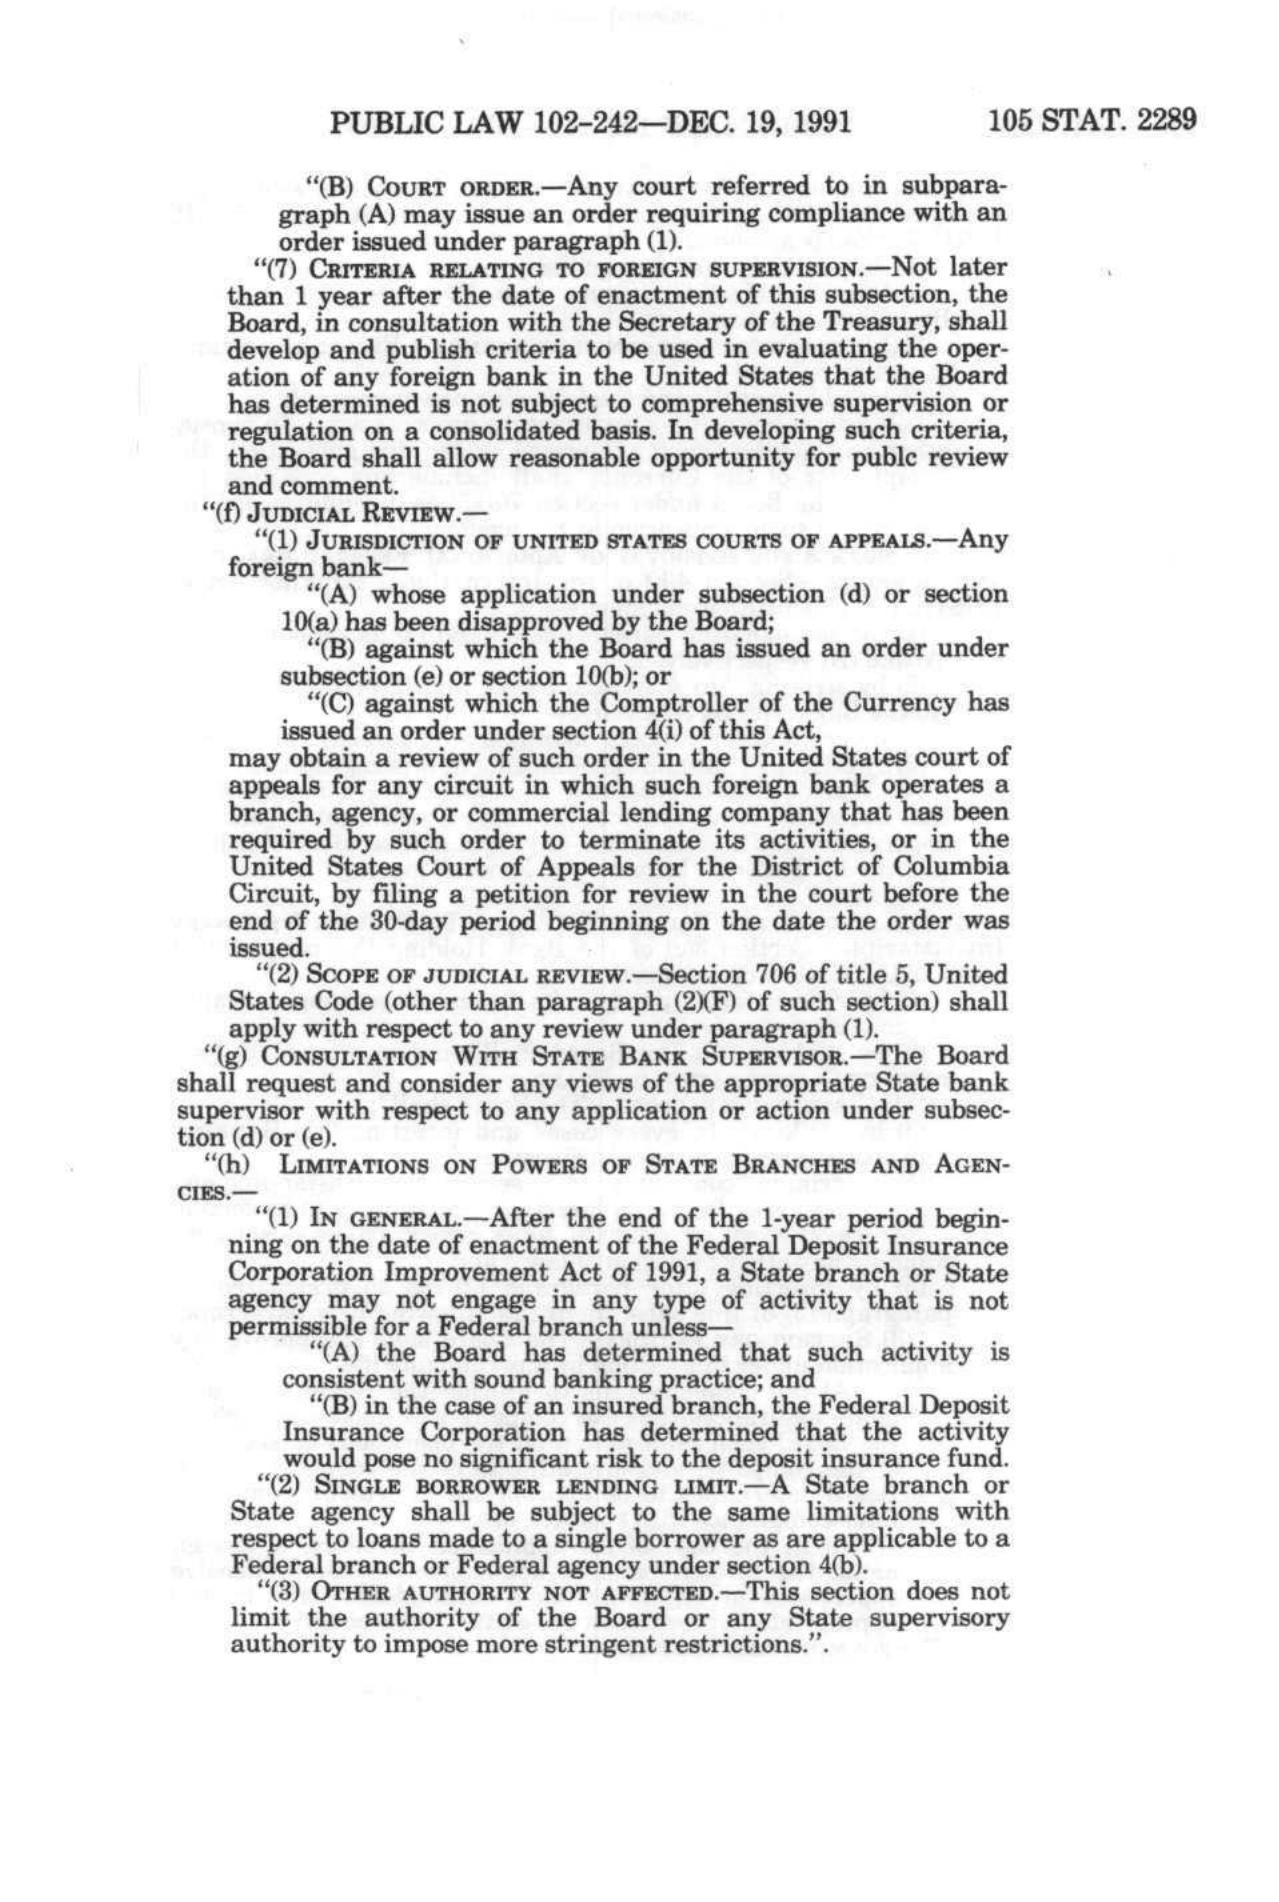 PUBLIC LAW 102-242—DEC. 19, 1991 105 STAT. 2289
“(B) COURT ORDER.—Any court referred to in subpara-
graph (A) may issue an order requiring compliance with an
order issued under paragraph (1).
“(7) CRITERIA RELATING TO FOREIGN SUPERVISION.—Not later
than 1 year after the date of enactment of this subsection, the
Board, in consultation with the Secretary of the Treasury, shall
develop and publish criteria to be used in evaluating the oper-
ation of any foreign bank in the United States that the Board
has determined is not subject to comprehensive supervision or
regulation on a consolidated basis. In developing such criteria,
the Board shall allow reasonable opportunity for publc review
and comment.
“(f) JUDICIAL REVIEW.—
“(1) JURISDICTION OF UNITED STATES COURTS OF APPEALS.—Any
foreign bank—
“(A) whose application under subsection (d) or section
10(a) has been disapproved by the Board;
“(B) against which the Board has issued an order under
subsection (e) or section 10(b); or
“(C) against which the Comptroller of the Currency has
issued an order under section 4(i) of this Act,
may obtain a review of such order in the United States court of
appeals for any circuit in which such foreign bank operates a
branch, agency, or commercial lending company that has been
required by such order to terminate its activities, or in the
United States Court of Appeals for the District of Columbia
Circuit, by filing a petition for review in the court before the
end of the 30-day period beginning on the date the order was
issued.
“(2) SCOPE OF JUDICIAL REVIEW.—Section 706 of title 5, United
States Code (other than paragraph (2)(F) of such section) shall
apply with respect to any review under paragraph (1).
“(g) CONSULTATION WITH STATE BANK SUPERVISOR.—The Board
shall request and consider any views of the appropriate State bank
supervisor with respect to any application or action under subsec-
tion (d) or (e).
“(h) LIMITATIONS ON POWERS OF STATE BRANCHES AND AGEN-
CIES.—
“(1) IN GENERAL.—After the end of the 1-year period begin-
ning on the date of enactment of the Federal Deposit Insurance
Corporation Improvement Act of 1991, a State branch or State
agency may not engage in any type of activity that is not
permissible for a Federal branch unless—
“(A) the Board has determined that such activity is
consistent with sound banking practice; and
“(B) in the case of an insured branch, the Federal Deposit
Insurance Corporation has determined that the activity
would pose no significant risk to the deposit insurance fund.
“(2) SINGLE BORROWER LENDING LIMIT.—A State branch or
State agency shall be subject to the same limitations with
respect to loans made to a single borrower as are applicable to a
Federal branch or Federal agency under section 4(b).
“(3) OTHER AUTHORITY NOT AFFECTED.—This section does not
limit the authority of the Board or any State supervisory
authority to impose more stringent restrictions.”.